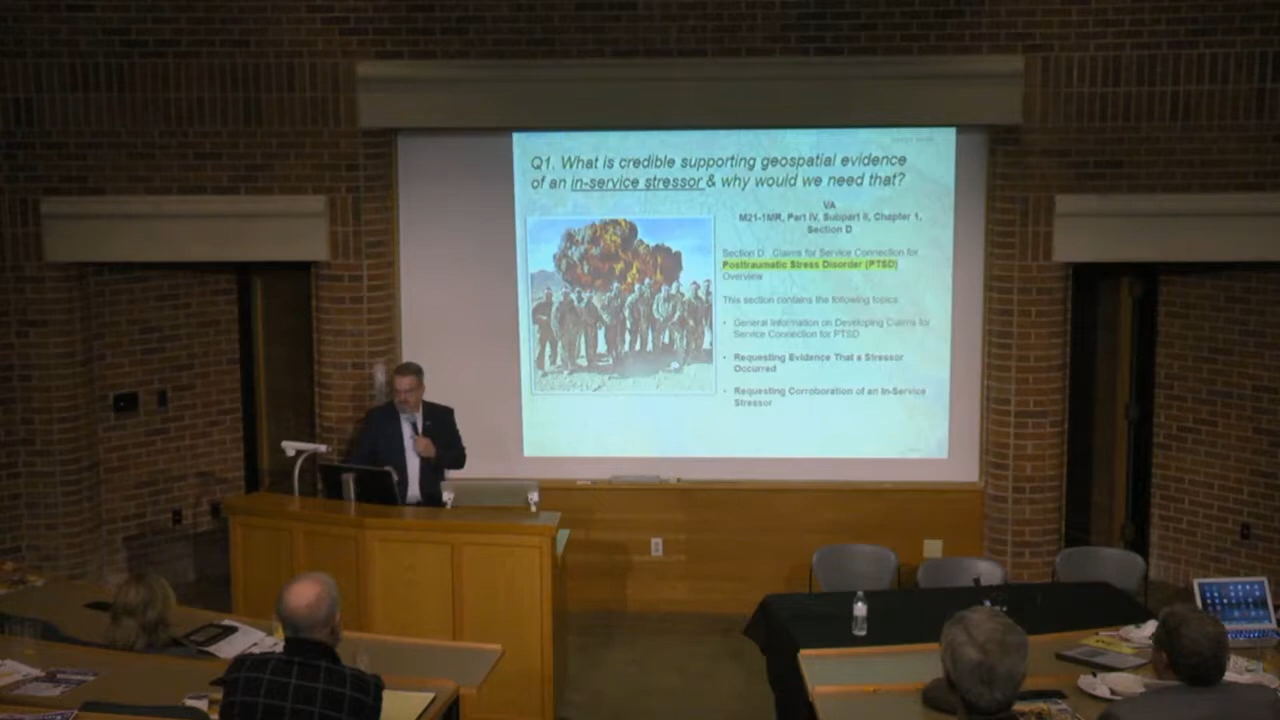 Q1. What is credible supporting geospatial evidence
of an in-service stressor & why would we need that?
VA
M21-1MR, Part IV, Subpart II, Chapter 1,
Section D
Section D Claims for Service Connection for
Posttraumatic Stress Disorder (PTSD)
Overview
This section contains the following topics
• General Information on Developing Claims for
Service Connection for PTSD
• Requesting Evidence That a Stressor
Occurred
• Requesting Corroboration of an In-Service
Stressor